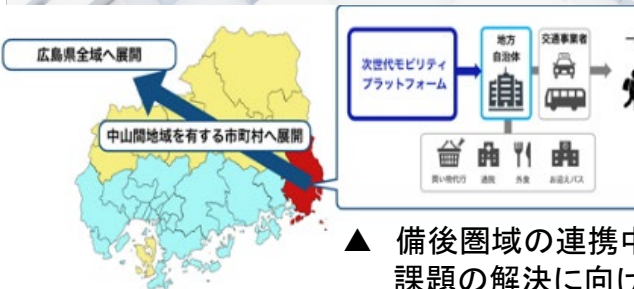 広島県全域へ展開
中山間地域を有する市町村へ展開
次世代モビリティ
プラットフォーム
地方
自治体
交通事業者
買い物代行
通院
外食
お迎えバス
▲ 備後圏域の連携中
課題の解決に向け